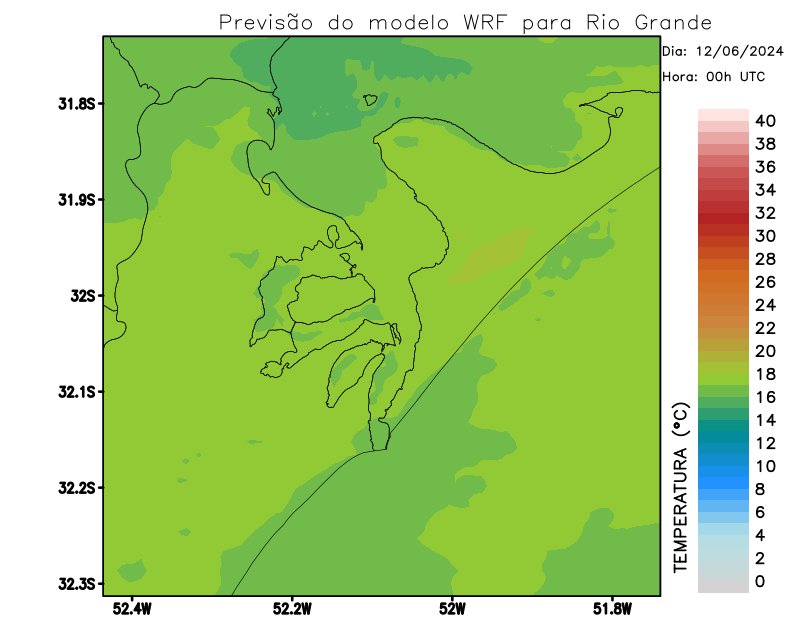 Previsão do modelo WRF para Rio Grande
Dia: 12/06/2024
Hora: 00h UTC
31.8S
31.9S
32S
32.1S
32.2S
32.3S
52.4W
52.2W
52W
51.8W
40
38
36
34
32
30
28
26
24
22
20
18
16
14
12
10
8
6
4
2
0
TEMPERATURA (°C)